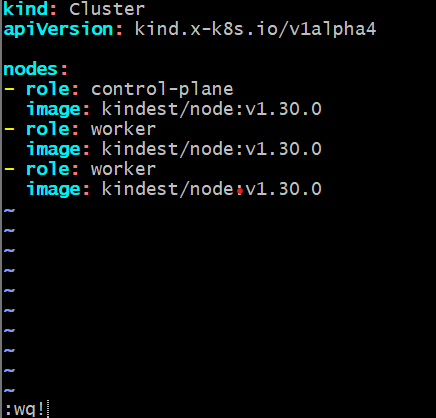 kind: Cluster
apiVersion: kind.x-k8s.io/v1alpha4
nodes:
- role: control-plane
  image: kindest/node:v1.30.0
- role: worker
  image: kindest/node:v1.30.0
- role: worker
  image: kindest/node:v1.30.0
~
~
~
~
~
~
~
~
~
~
:wq!